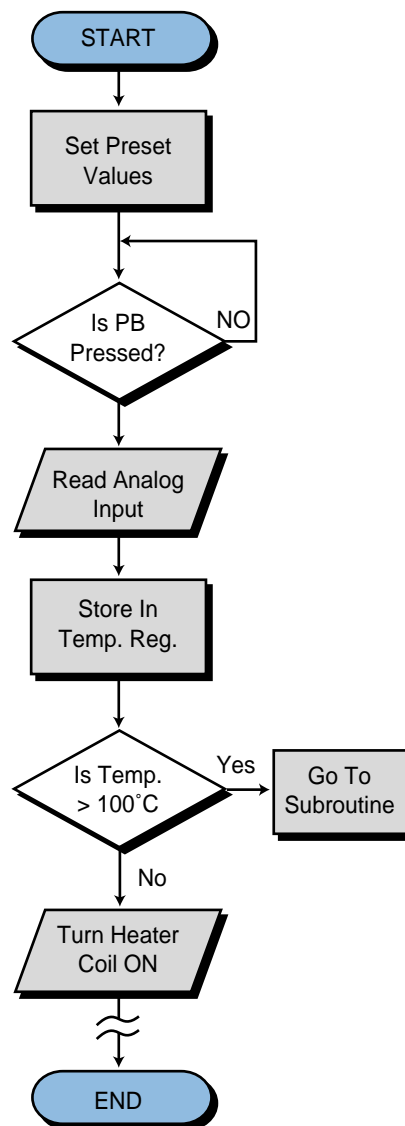 START
Set Preset
Values
Is PB
Pressed?
NO
Read Analog
Input
Store In
Temp. Reg.
Is Temp.
> 100˚C
Yes
Go To
Subroutine
No
Turn Heater
Coil ON
END